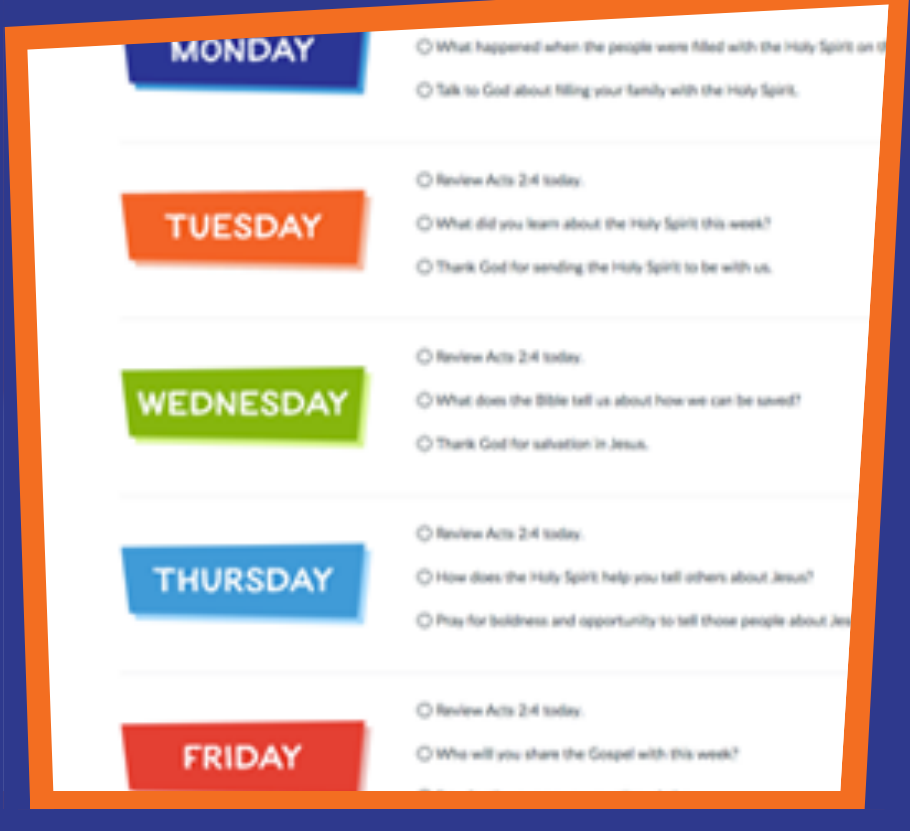 MONDAY
What happened when the people were filled with the Holy Spirit on
Talk to God about filling your family with the Holy Spirit.
TUESDAY
Review Acts 2:4 today.
What did you learn about the Holy Spirit this week?
Thank God for sending the Holy Spirit to be with us.
WEDNESDAY
Review Acts 2:4 today.
What does the Bible tell us about how we can be saved?
Thank God for salvation in Jesus.
THURSDAY
Review Acts 2:4 today.
How does the Holy Spirit help you tell others about Jesus?
Pray for boldness and opportunity to tell those people about
FRIDAY
Review Acts 2:4 today.
Who will you share the Gospel with this week?